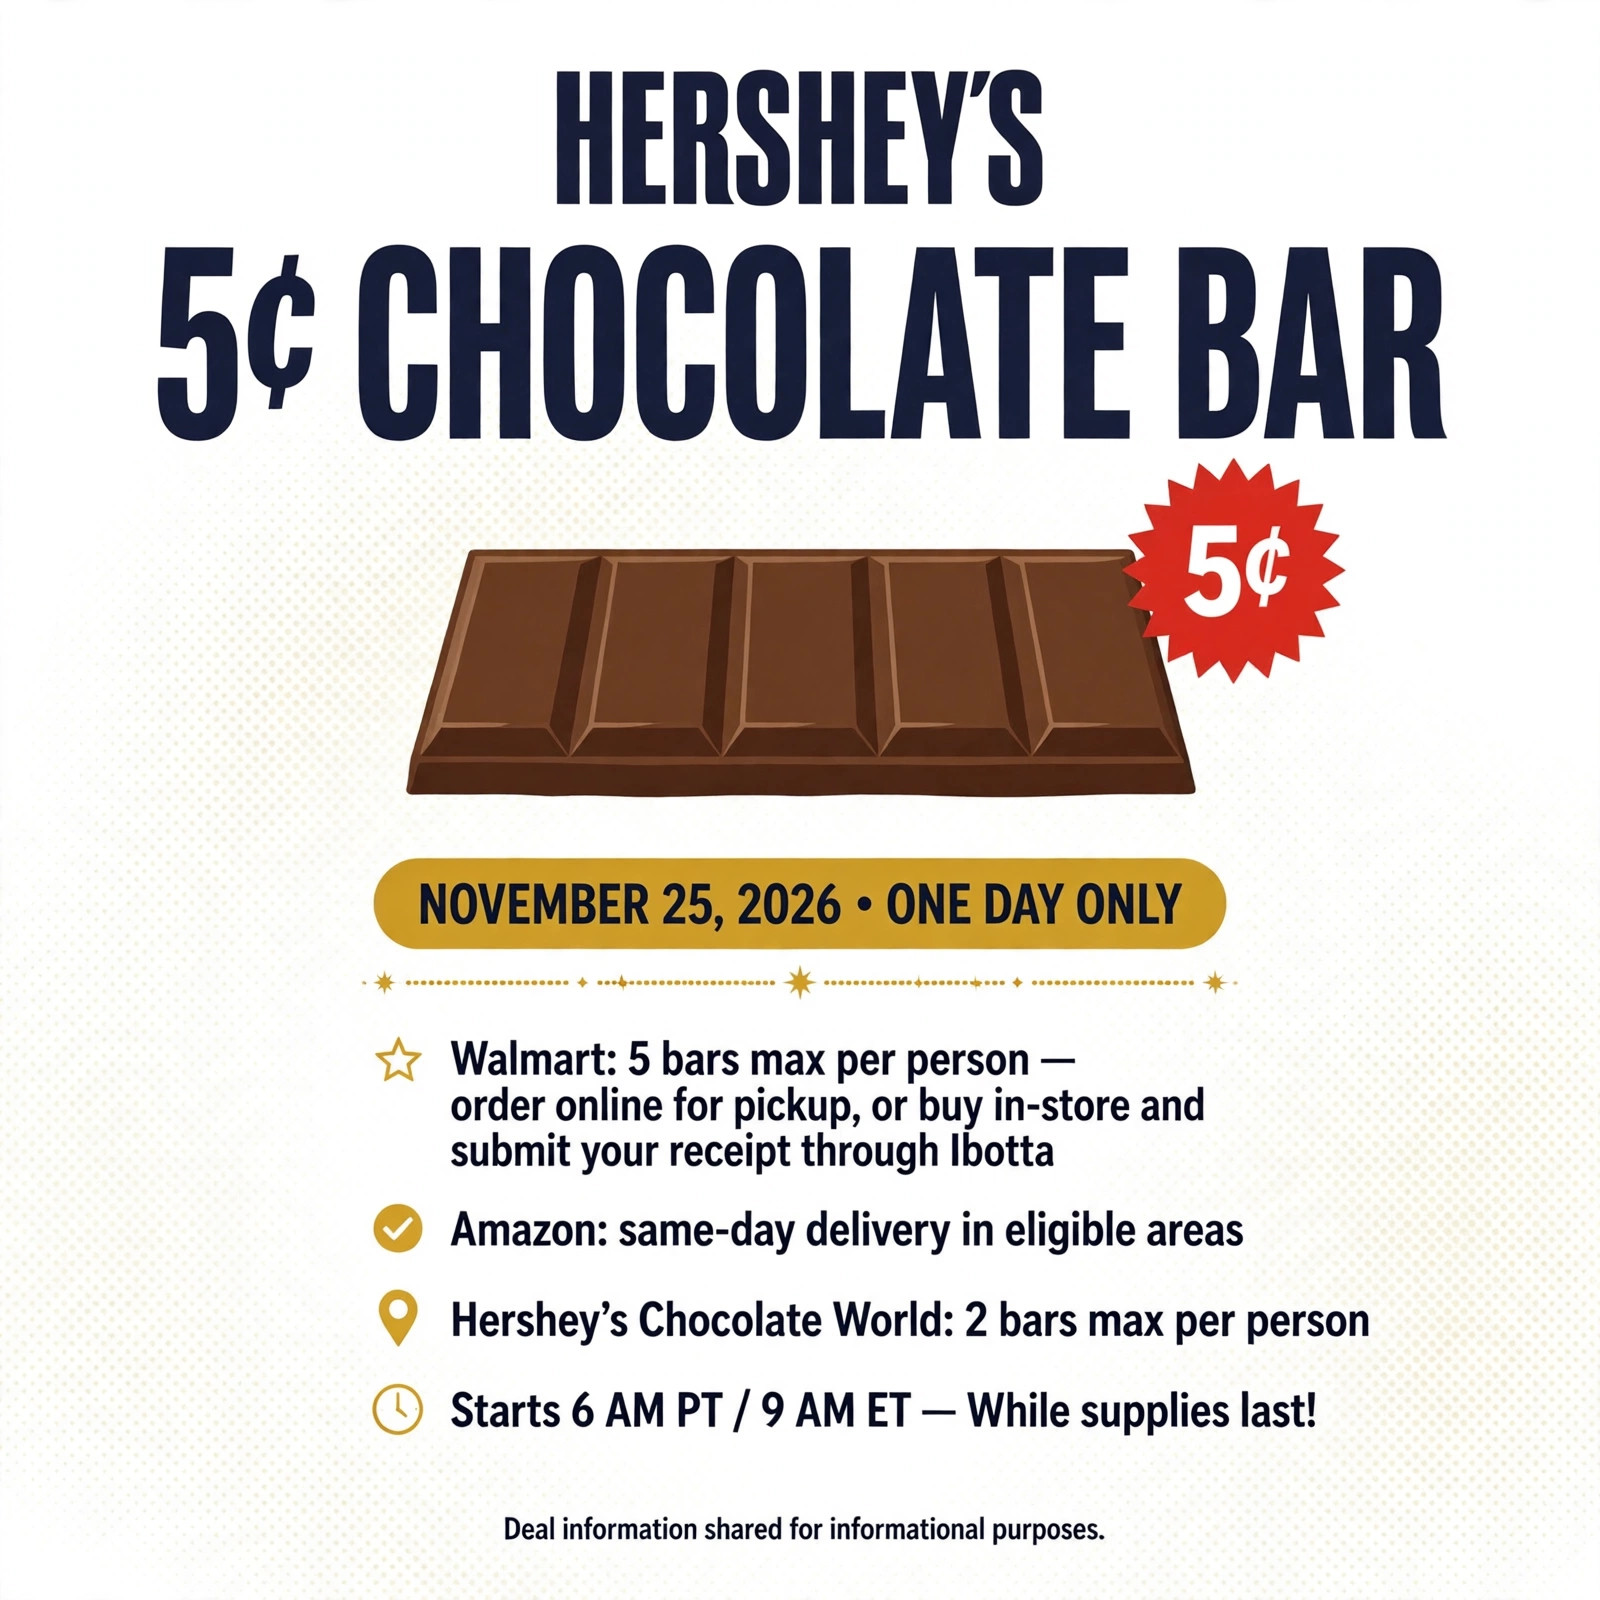 HERSHEY'S
5¢ CHOCOLATE BAR
5¢
NOVEMBER 25, 2026 • ONE DAY ONLY
Walmart: 5 bars max per person —
order online for pickup, or buy in-store and
submit your receipt through Ibotta
Amazon: same-day delivery in eligible areas
Hershey's Chocolate World: 2 bars max per person
Starts 6 AM PT / 9 AM ET — While supplies last!
Deal information shared for informational purposes.